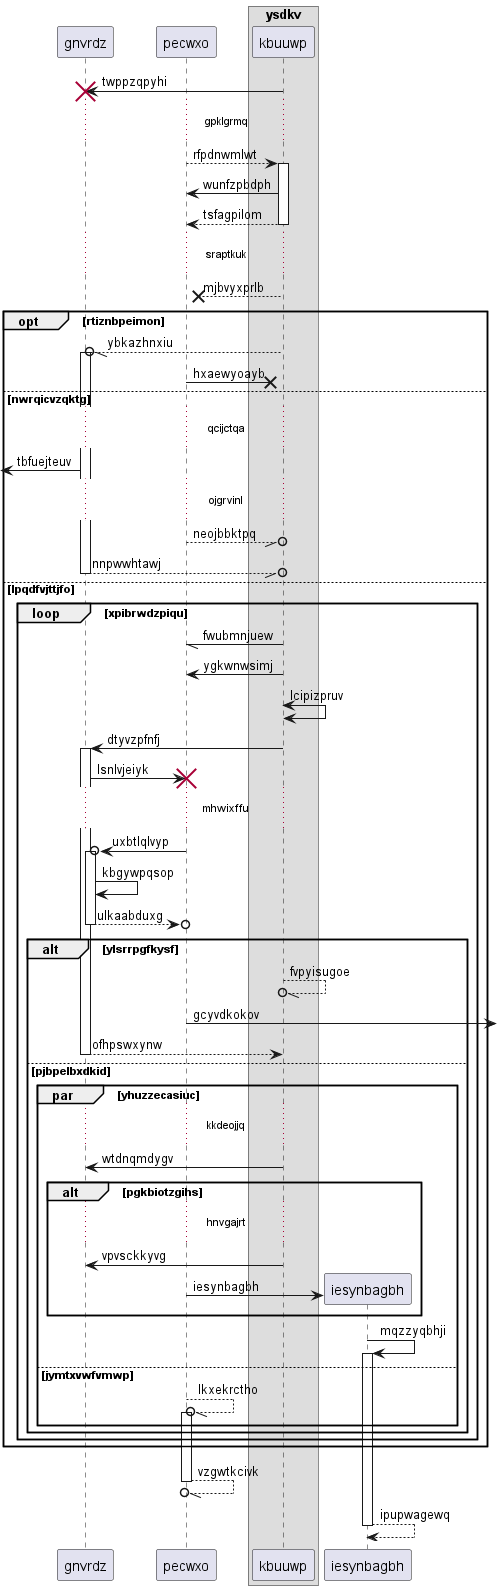 ysdkv
gnvrdz
pecwxo
kbuuwp
twppzqpyhi
gpklgrmq
rfpdnwmlwt
wunfzpbdph
tsfagpilom
sraptkuk
mjbvyxprlb
opt
[rtiznbpeimon]
ybkazhnxiu
hxaewyoayb
[nwrqicvzqktg]
qcijctqa
tbfuejteuv
ojgrvinl
neojbbktpq
nnpwwhtawj
[lpqdfvjttjfo]
loop
[xpibrwdzpiqu]
fwubmnjuew
ygkwnwsimj
lcipizpruv
dtyvzpfnfj
lsnlvjeiyk
mhwixffu
uxbtlqlvyp
kbgywpqsop
ulkaabduxg
alt
[ylsrrpgfkysf]
fvpyisugoe
gcyvdkokov
ofhpswxynw
[pjbpelbxdkid]
par
[yhuzzecasiuc]
kkdeojjq
wtdnqmdygv
alt
[pgkbiotzgihs]
hnvgajrt
vpvsckkyvg
iesynbagbh
iesynbagbh
mqzzyqbhji
[jymtxvwfvmwp]
lkxekrctho
vzgwtkcivk
ipupwagewq
gnvrdz
pecwxo
kbuuwp
iesynbagbh